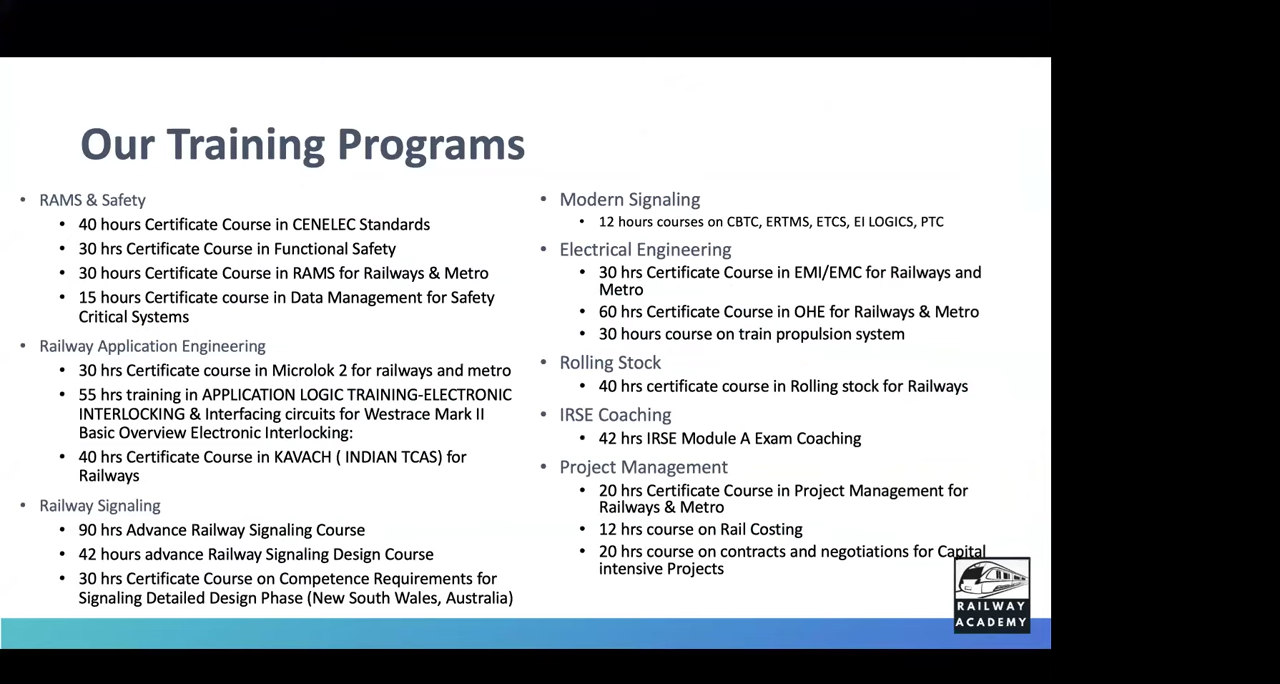 Our Training Programs
• RAMS & Safety
• 40 hours Certificate Course in CENELEC Standards
• 30 hrs Certificate Course in Functional Safety
• 30 hours Certificate Course in RAMS for Railways & Metro
• 15 hours Certificate course in Data Management for Safety
Critical Systems
• Railway Application Engineering
• 30 hrs Certificate course in Microlok 2 for railways and metro
• 55 hrs training in APPLICATION LOGIC TRAINING-ELECTRONIC
INTERLOCKING & Interfacing circuits for Westrace Mark II
Basic Overview Electronic Interlocking:
• 40 hrs Certificate Course in KAVACH ( INDIAN TCAS) for
Railways
• Railway Signaling
• 90 hrs Advance Railway Signaling Course
• 42 hours advance Railway Signaling Design Course
• 30 hrs Certificate Course on Competence Requirements for
Signaling Detailed Design Phase (New South Wales, Australia)
• Modern Signaling
• 12 hours courses on CBTC, ERTMS, ETCS, EI LOGICS, PTC
• Electrical Engineering
• 30 hrs Certificate Course in EMI/EMC for Railways and
Metro
• 60 hrs Certificate Course in OHE for Railways & Metro
• 30 hours course on train propulsion system
• Rolling Stock
• 40 hrs certificate course in Rolling stock for Railways
• IRSE Coaching
• 42 hrs IRSE Module A Exam Coaching
• Project Management
• 20 hrs Certificate Course in Project Management for
Railways & Metro
• 12 hrs course on Rail Costing
• 20 hrs course on contracts and negotiations for Capital
intensive Projects
RAILWAY
ACADEMY